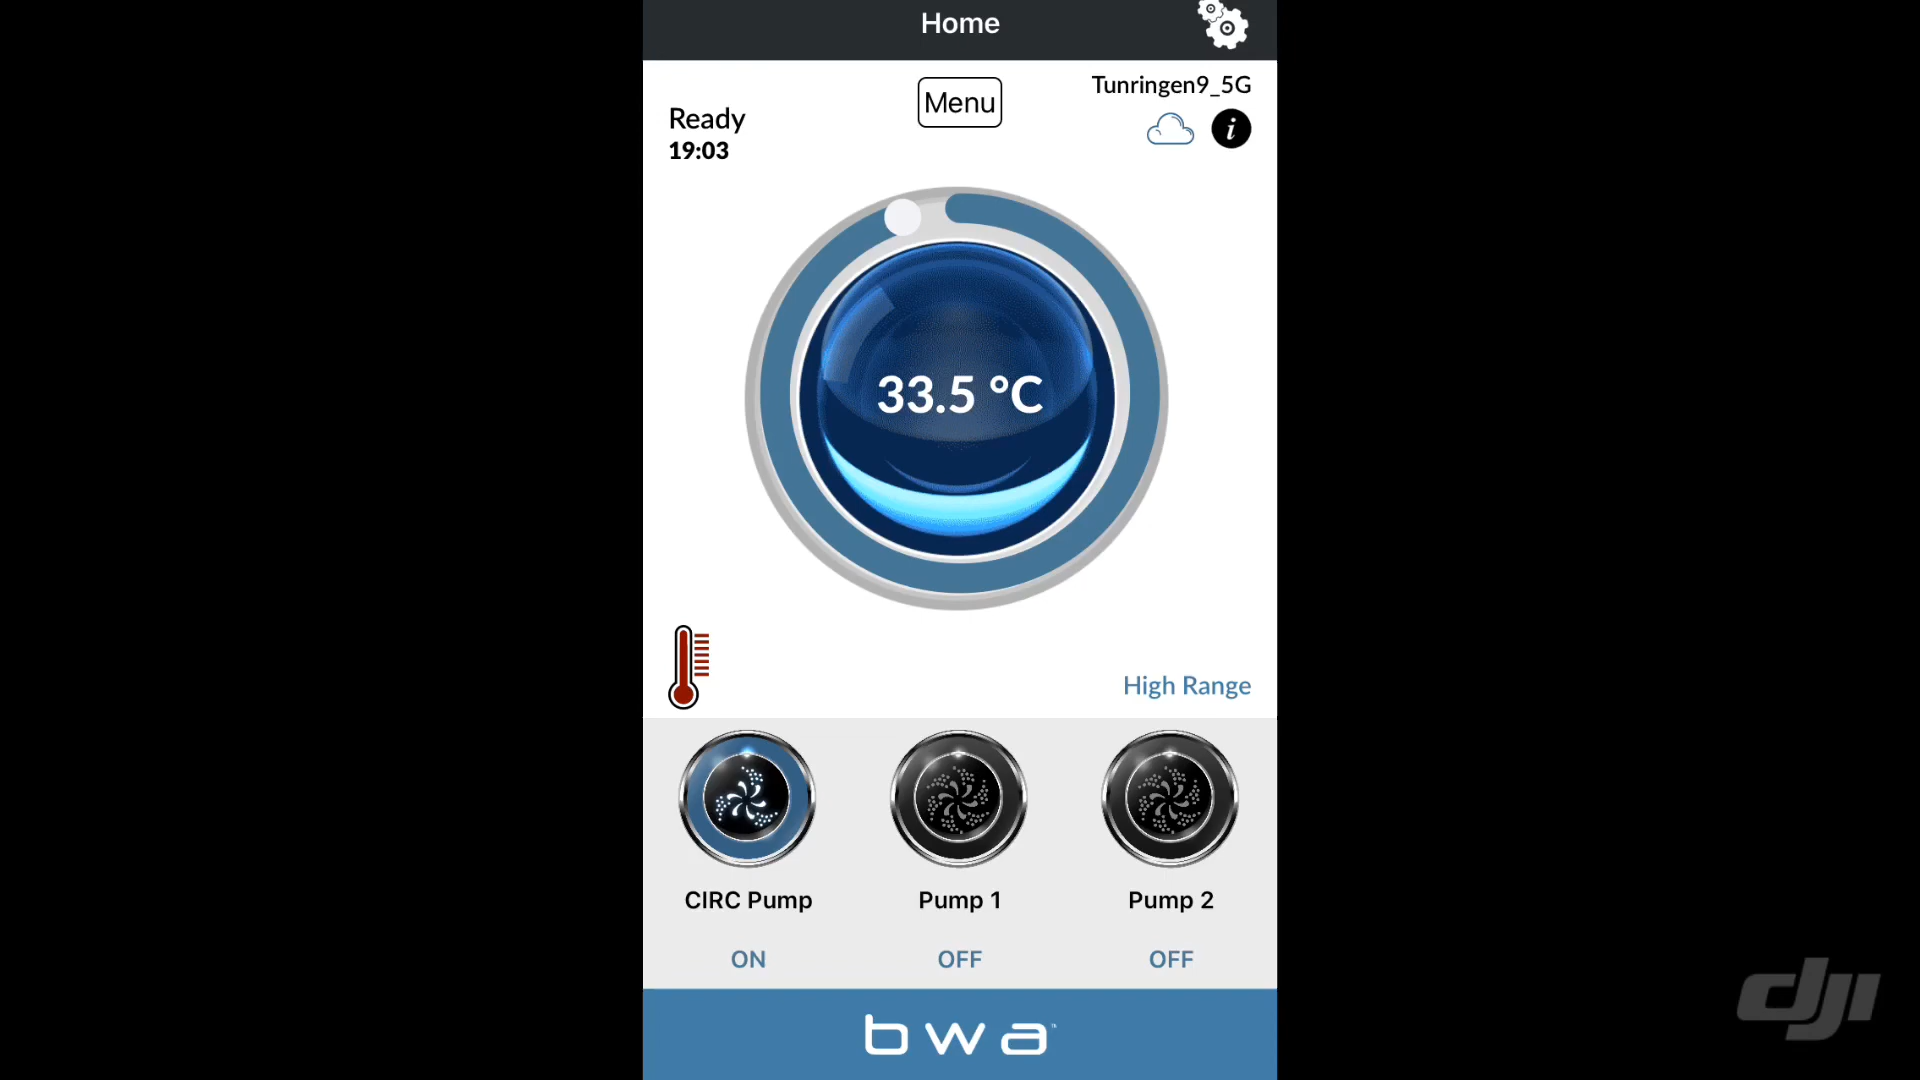 Home
Menu
Tunringen9_5G
Ready
19:03
i
33.5 °C
High Range
CIRC Pump
Pump 1
Pump 2
ON
OFF
OFF
bwa™
dji